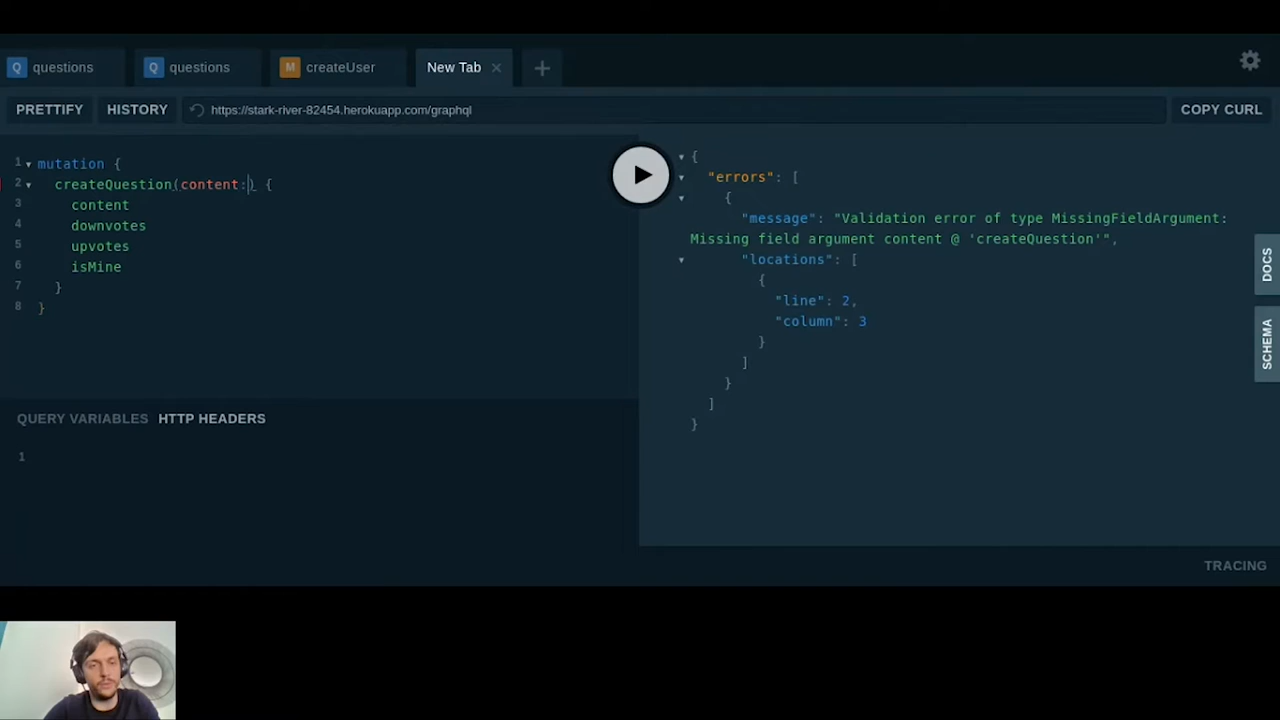 questions
questions
M createUser
New Tab
PRETTIFY HISTORY https://stark-river-82454.herokuapp.com/graphql COPY CURL
1 mutation {
2 createQuestion(content:) {
3 content
4 downvotes
5 upvotes
6 isMine
7 }
8 }
QUERY VARIABLES HTTP HEADERS
1
{
"errors": [
{
"message": "Validation error of type MissingFieldArgument:
Missing field argument content @ 'createQuestion'",
"locations": [
{
"line": 2,
"column": 3
}
]
}
]
}
DOCS
SCHEMA
TRACING